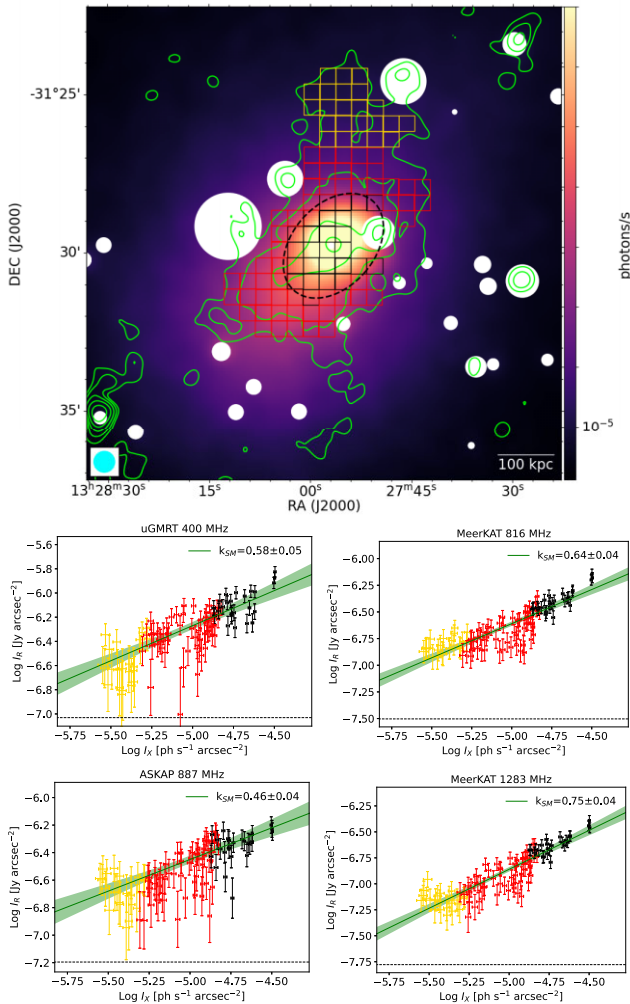 -31°25'
30'
35'
DEC (J2000)
photons/s
10⁻⁵
100 kpc
13ʰ28ᵐ30ˢ 15ˢ 00ˢ 27ᵐ45ˢ 30ˢ
RA (J2000)
uGMRT 400 MHz
k_SM=0.58±0.05
Log I_R [Jy arcsec⁻²]
−5.6
−5.8
−6.0
−6.2
−6.4
−6.6
−6.8
−7.0
−5.75 −5.50 −5.25 −5.00 −4.75 −4.50
Log I_X [ph s⁻¹ arcsec⁻²]
MeerKAT 816 MHz
k_SM=0.64±0.04
Log I_R [Jy arcsec⁻²]
−6.00
−6.25
−6.50
−6.75
−7.00
−7.25
−7.50
−5.75 −5.50 −5.25 −5.00 −4.75 −4.50
Log I_X [ph s⁻¹ arcsec⁻²]
ASKAP 887 MHz
k_SM=0.46±0.04
Log I_R [Jy arcsec⁻²]
−6.0
−6.2
−6.4
−6.6
−6.8
−7.0
−7.2
−5.75 −5.50 −5.25 −5.00 −4.75 −4.50
Log I_X [ph s⁻¹ arcsec⁻²]
MeerKAT 1283 MHz
k_SM=0.75±0.04
Log I_R [Jy arcsec⁻²]
−6.25
−6.50
−6.75
−7.00
−7.25
−7.50
−7.75
−5.75 −5.50 −5.25 −5.00 −4.75 −4.50
Log I_X [ph s⁻¹ arcsec⁻²]